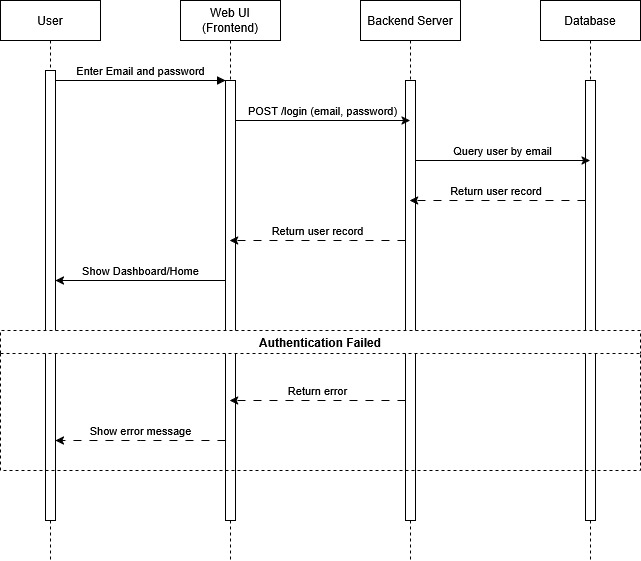 User
Web UI
(Frontend)
Backend Server
Database
Enter Email and password
POST /login (email, password)
Query user by email
Return user record
Return user record
Show Dashboard/Home
Authentication Failed
Return error
Show error message